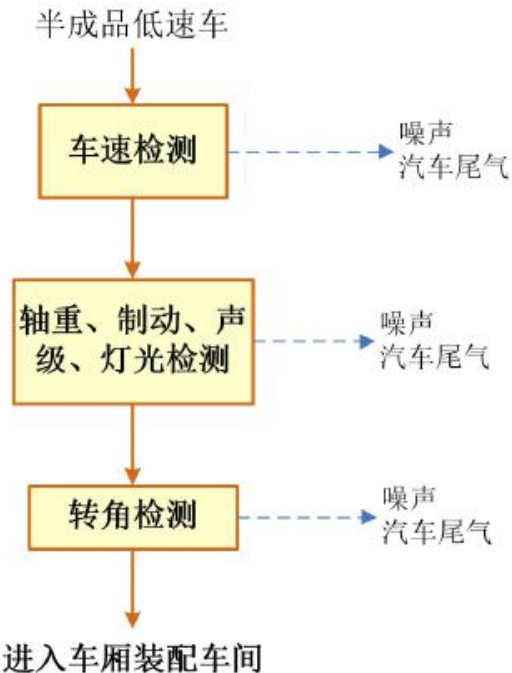 半成品低速车
车速检测
噪声
汽车尾气
轴重、制动、声
级、灯光检测
噪声
汽车尾气
转角检测
噪声
汽车尾气
进入车厢装配车间